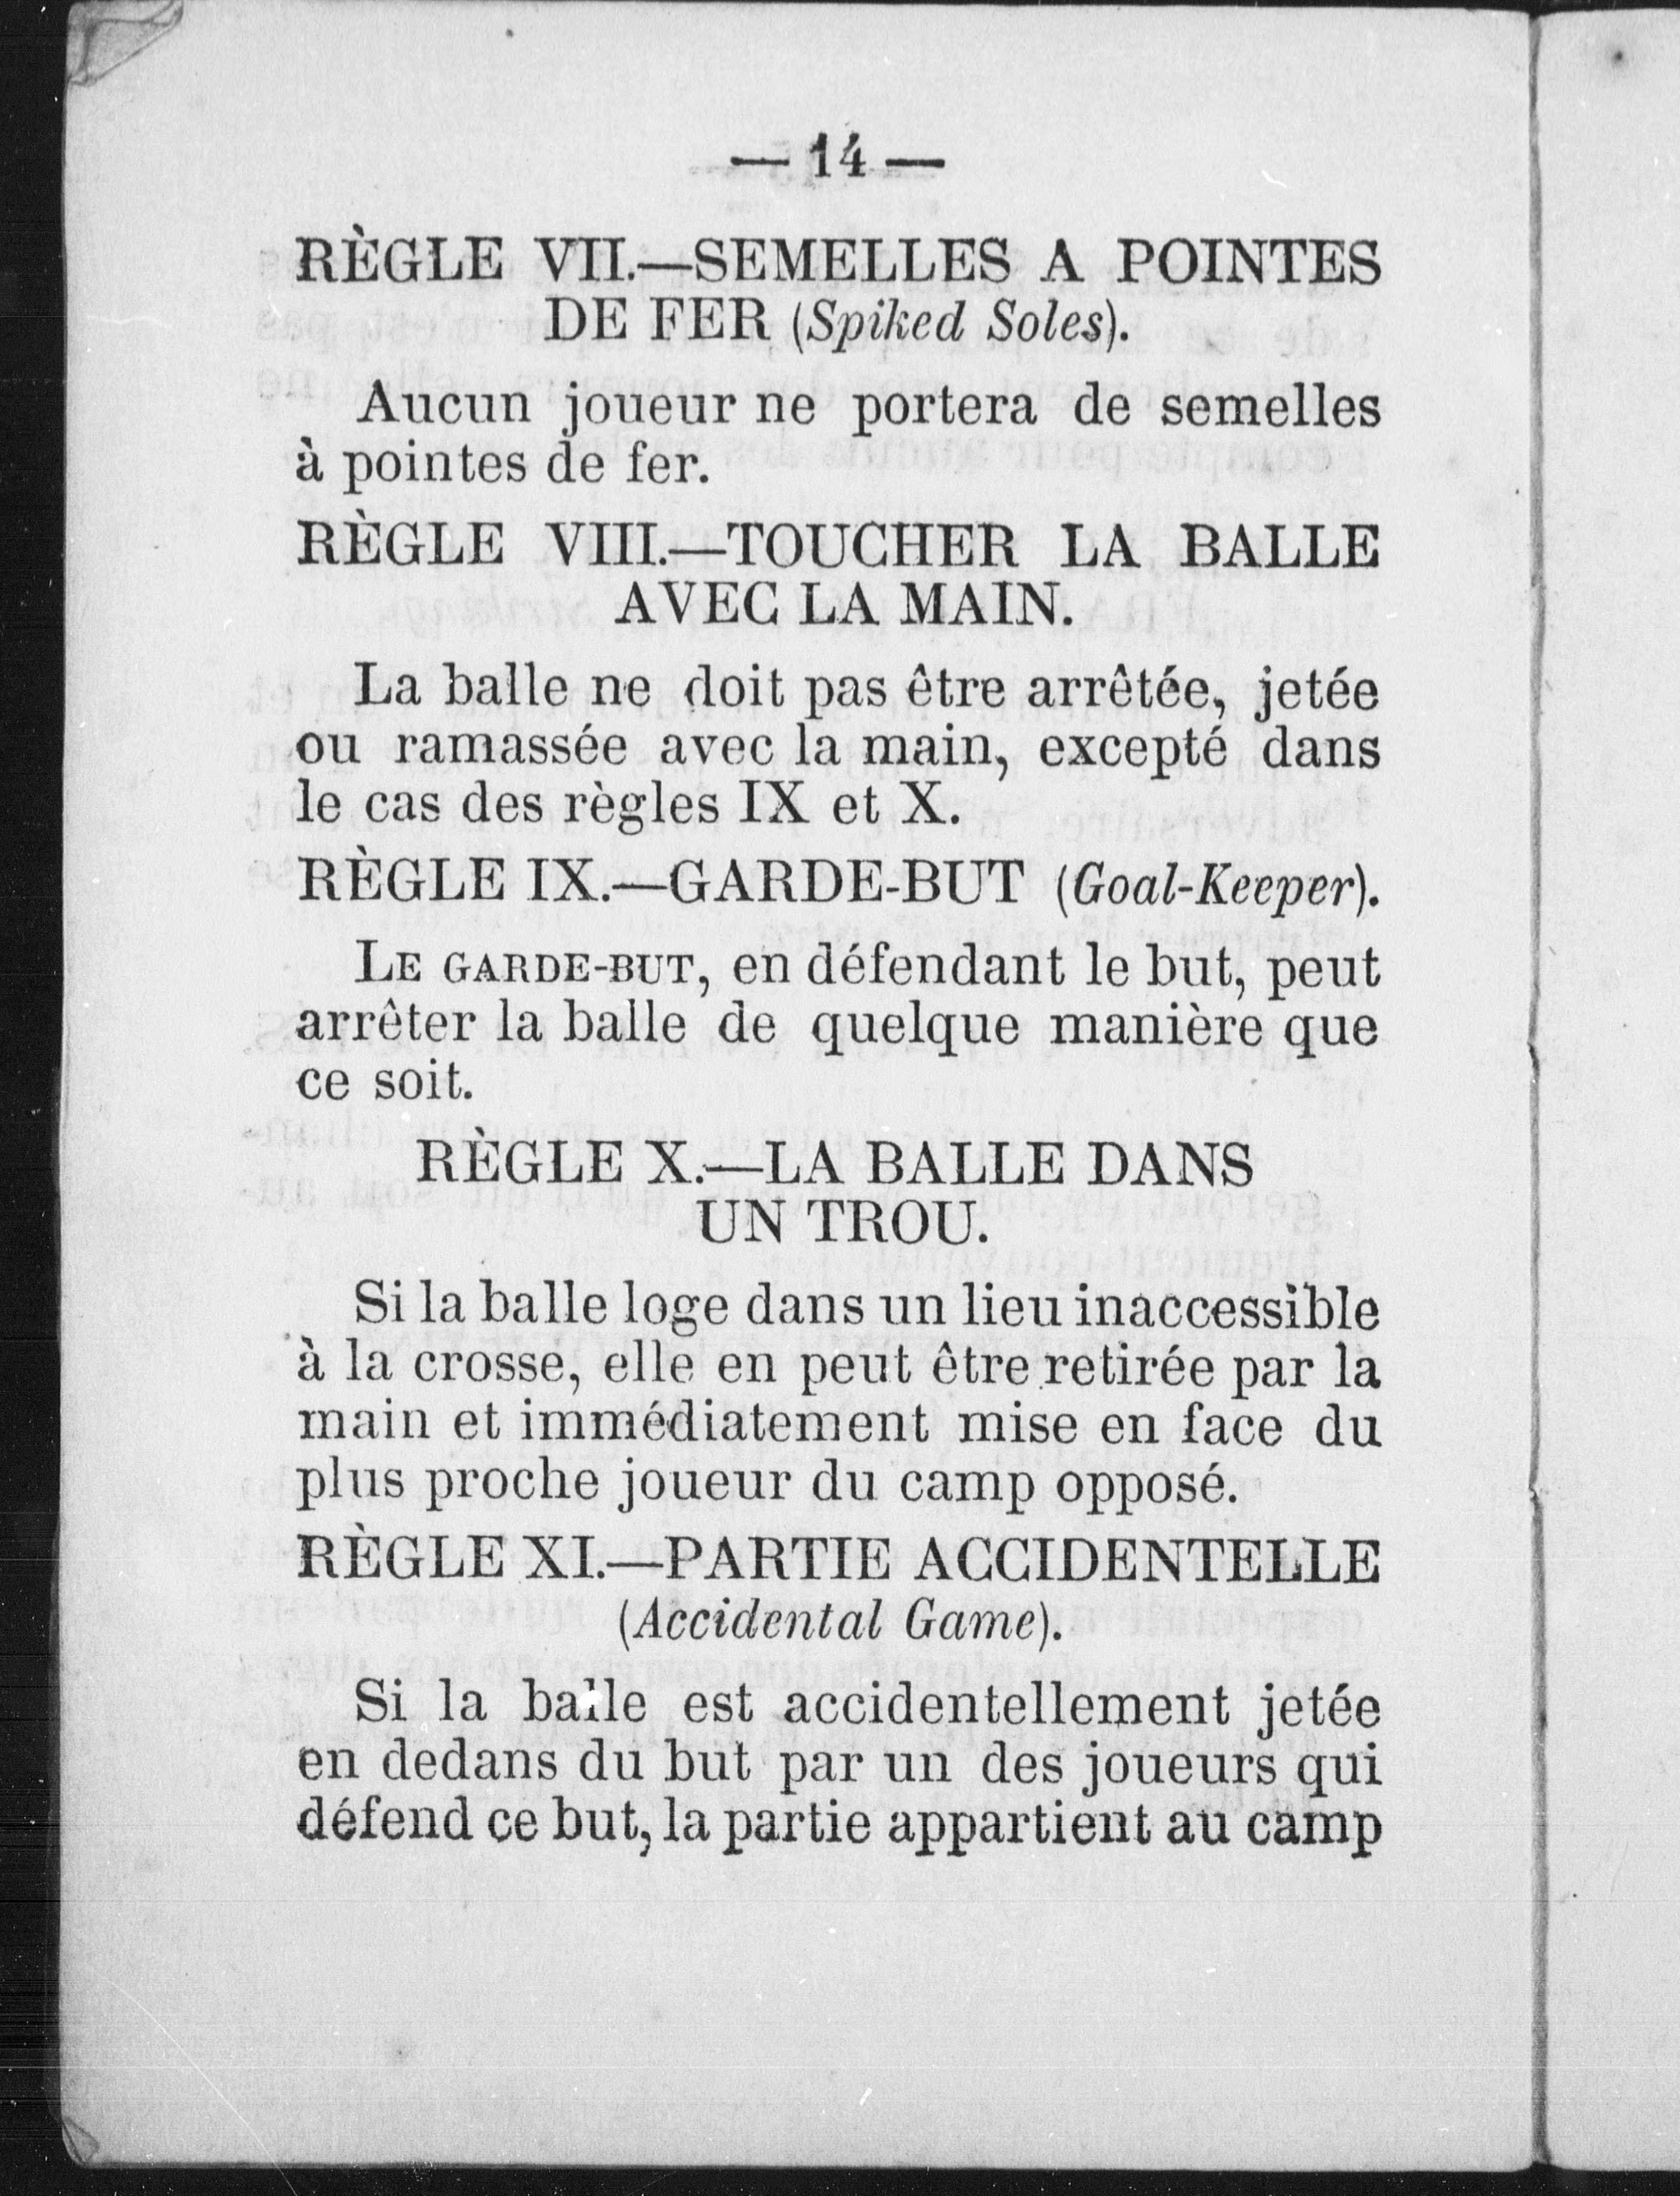 — 14 —
RÈGLE VII.—SEMELLES A POINTES
DE FER (Spiked Soles).
Aucun joueur ne portera de semelles
à pointes de fer.
RÈGLE VIII.—TOUCHER LA BALLE
AVEC LA MAIN.
La balle ne doit pas être arrêtée, jetée
ou ramassée avec la main, excepté dans
le cas des règles IX et X.
RÈGLE IX.—GARDE-BUT (Goal-Keeper).
LE GARDE-BUT, en défendant le but, peut
arrêter la balle de quelque manière que
ce soit.
RÈGLE X.—LA BALLE DANS
UN TROU.
Si la balle loge dans un lieu inaccessible
à la crosse, elle en peut être retirée par la
main et immédiatement mise en face du
plus proche joueur du camp opposé.
RÈGLE XI.—PARTIE ACCIDENTELLE
(Accidental Game).
Si la balle est accidentellement jetée
en dedans du but par un des joueurs qui
défend ce but, la partie appartient au camp